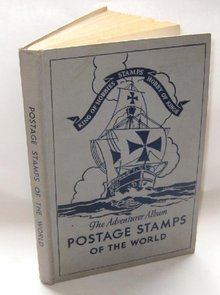 KING OF HOBBIES STAMPS HOBBY OF KINGS
The Adventurer Album
POSTAGE STAMPS
OF THE WORLD
POSTAGE STAMPS OF THE WORLD